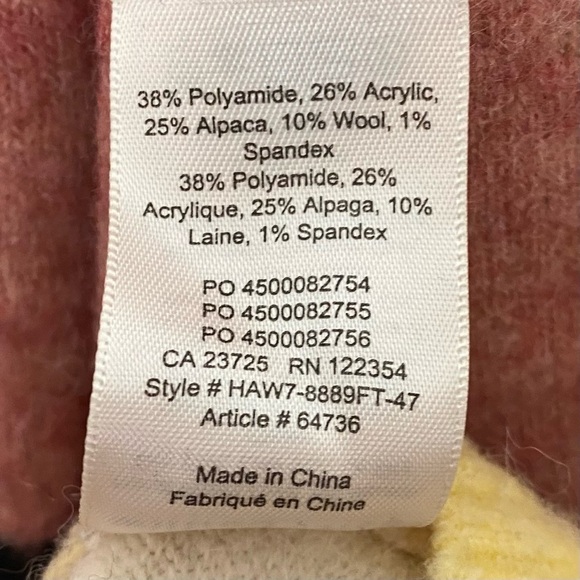 38% Polyamide, 26% Acrylic,
25% Alpaca, 10% Wool, 1%
Spandex
38% Polyamide, 26%
Acrylique, 25% Alpaga, 10%
Laine, 1% Spandex
PO 4500082754
PO 4500082755
PO 4500082756
CA 23725 RN 122354
Style # HAW7-8889FT-47
Article # 64736
Made in China
Fabriqué en Chine